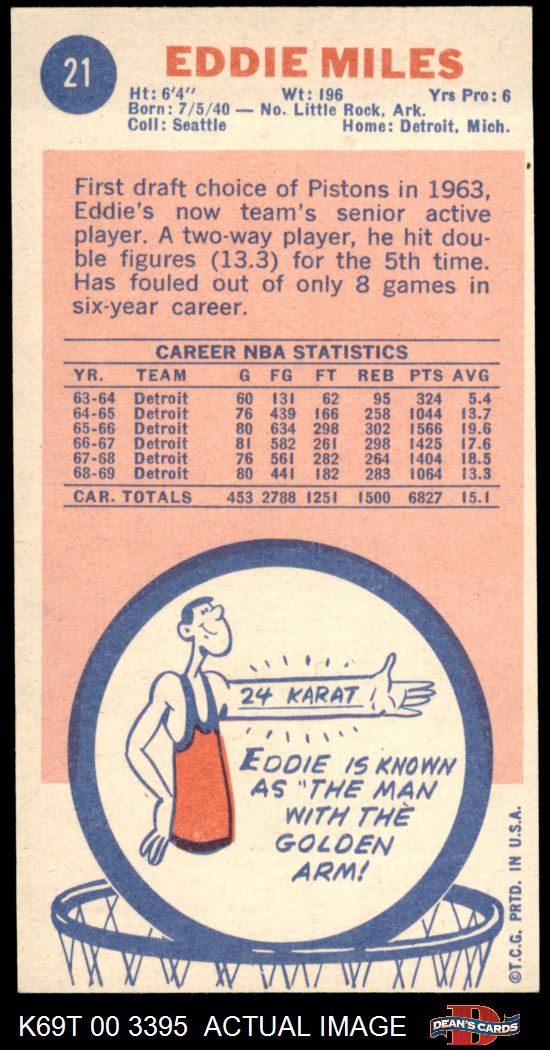 21
EDDIE MILES
Ht: 6'4" Wt: 196 Yrs Pro: 6
Born: 7/5/40 — No. Little Rock, Ark.
Coll: Seattle Home: Detroit, Mich.
First draft choice of Pistons in 1963,
Eddie's now team's senior active
player. A two-way player, he hit dou-
ble figures (13.3) for the 5th time.
Has fouled out of only 8 games in
six-year career.
CAREER NBA STATISTICS
YR. TEAM G FG FT REB PTS AVG
63-64 Detroit 60 131 62 95 324 5.4
64-65 Detroit 76 439 166 258 1044 13.7
65-66 Detroit 80 634 298 302 1566 19.6
66-67 Detroit 81 582 261 298 1425 17.6
67-68 Detroit 76 561 282 264 1404 18.5
68-69 Detroit 80 441 182 283 1064 13.3
CAR. TOTALS 453 2788 1251 1500 6827 15.1
24 KARAT
EDDIE IS KNOWN
AS "THE MAN
WITH THE
GOLDEN
ARM!
©T.C.G. PRTD. IN U.S.A.
K69T 00 3395 ACTUAL IMAGE
D
DEAN'S CARDS